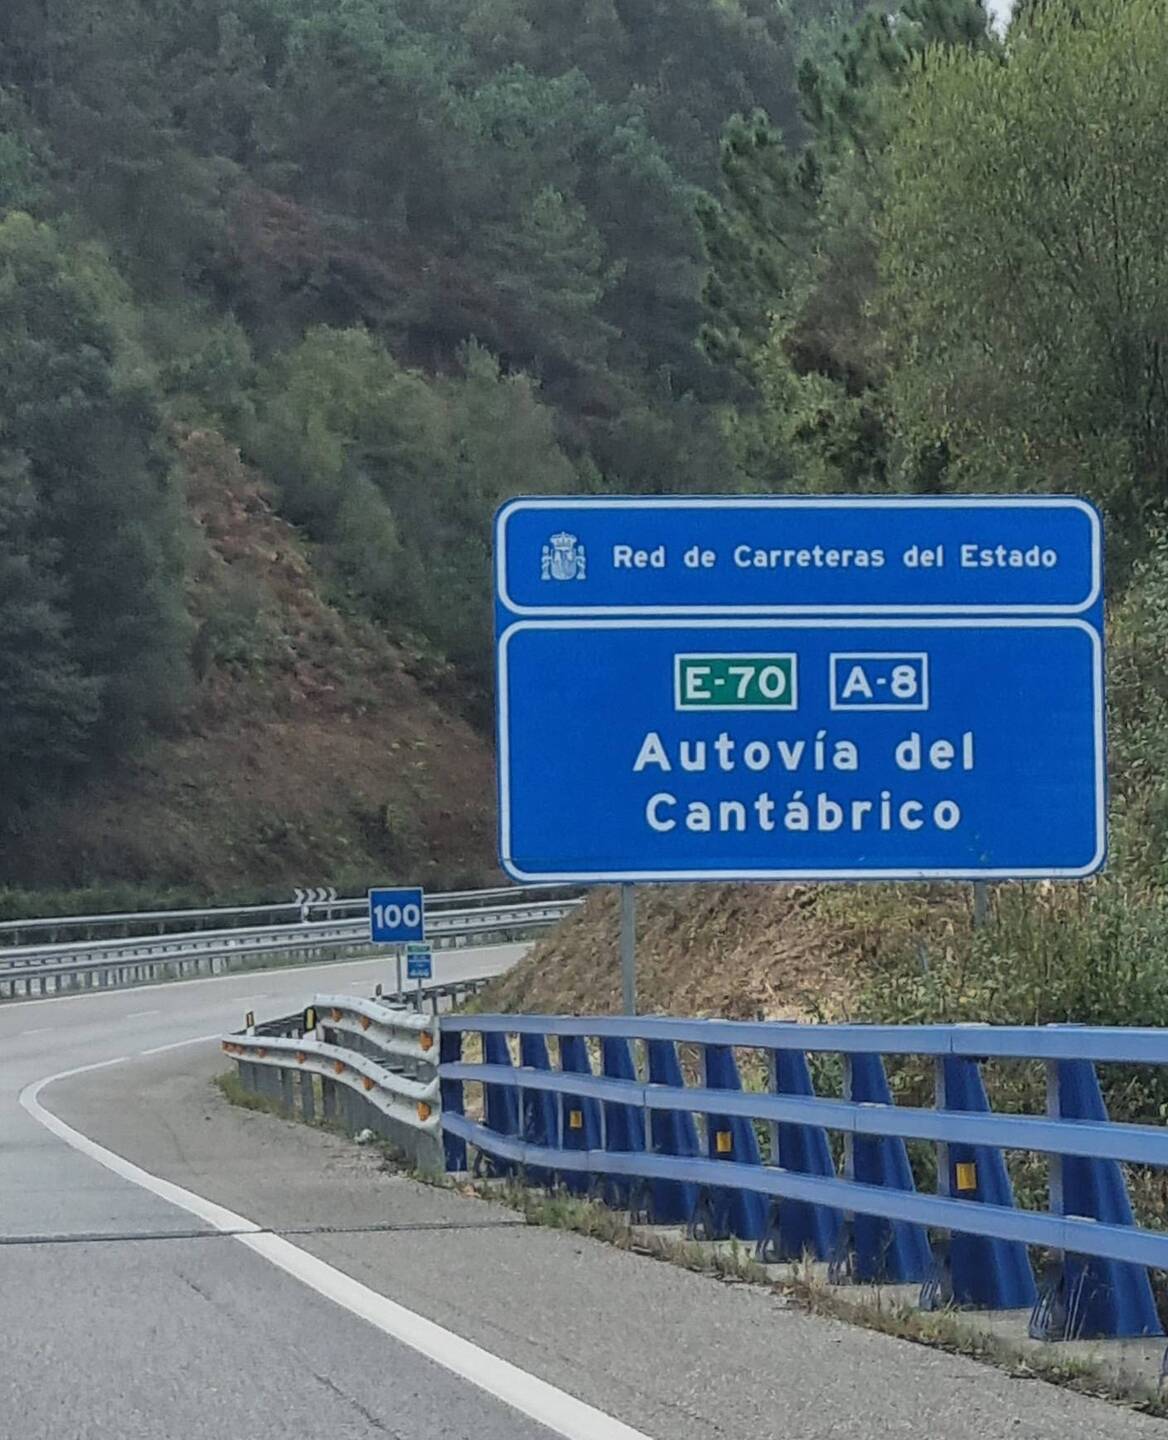 Red de Carreteras del Estado
E-70 A-8
Autovía del
Cantábrico
100